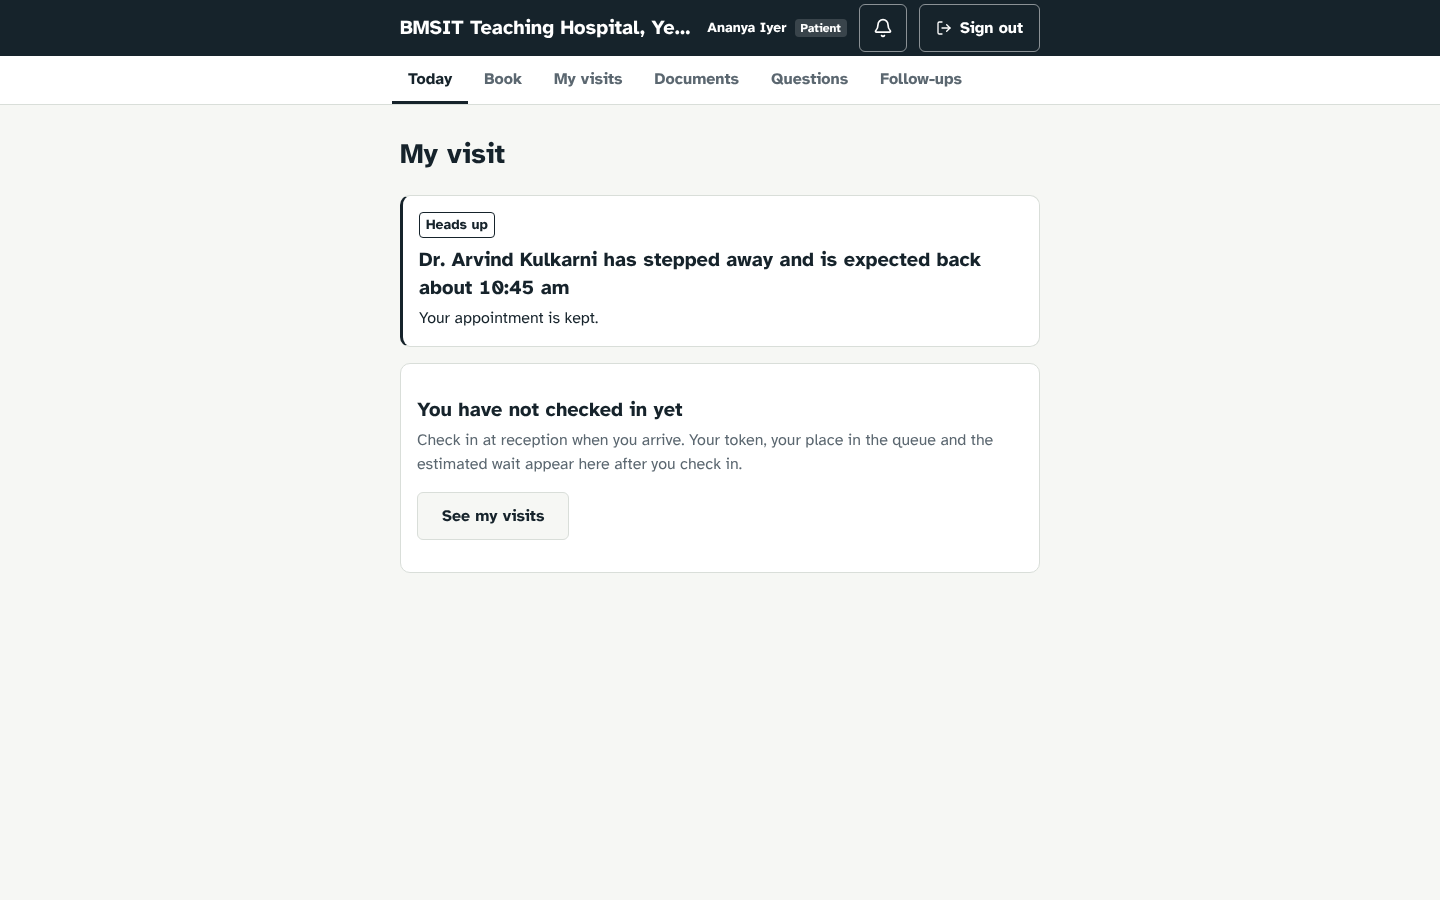 BMSIT Teaching Hospital, Ye...
Ananya Iyer
Patient
Sign out
Today
Book
My visits
Documents
Questions
Follow-ups
My visit
Heads up
Dr. Arvind Kulkarni has stepped away and is expected back
about 10:45 am
Your appointment is kept.
You have not checked in yet
Check in at reception when you arrive. Your token, your place in the queue and the
estimated wait appear here after you check in.
See my visits